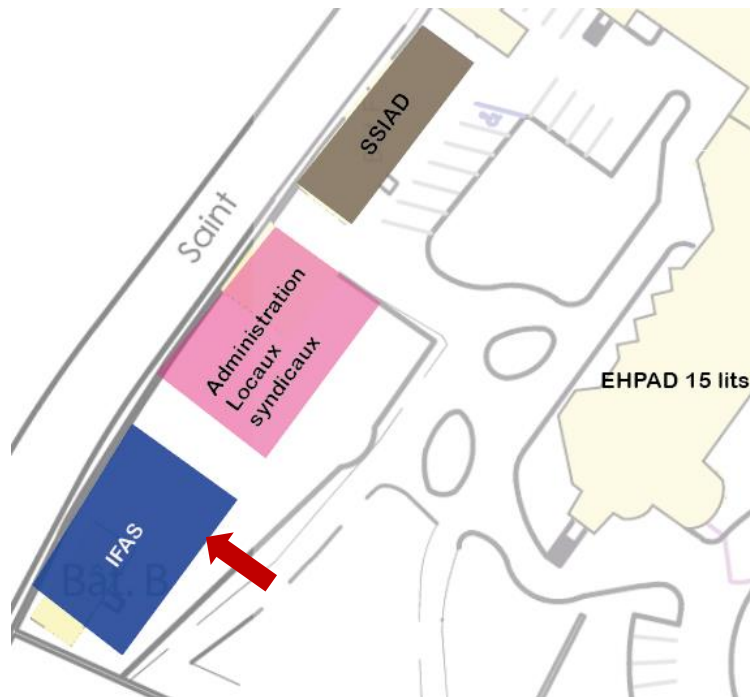 SSIAD
Saint
Administration
Locaux
syndicaux
EHPAD 15 lits
IFAS
Bât. B